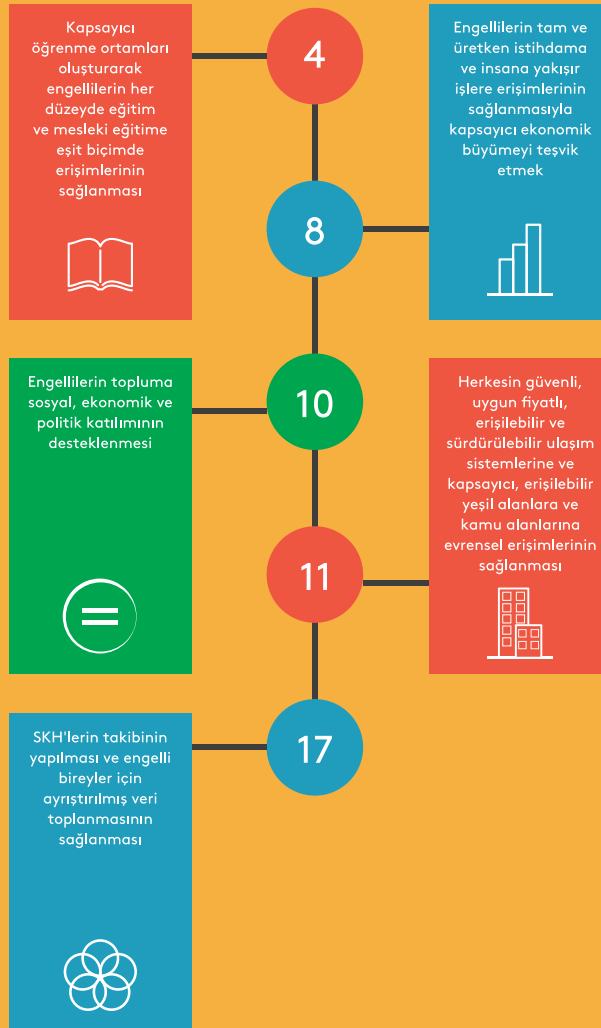 Kapsayıcı
öğrenme ortamları
oluşturarak
engellilerin her
düzeyde eğitim
ve mesleki eğitime
eşit biçimde
erişimlerinin
sağlanması
4
Engellilerin tam ve
üretken istihdama
ve insana yakışır
işlere erişimlerinin
sağlanmasıyla
kapsayıcı ekonomik
büyümeyi teşvik
etmek
8
Engellilerin topluma
sosyal, ekonomik ve
politik katılımının
desteklenmesi
10
Herkesin güvenli,
uygun fiyatlı,
erişilebilir ve
sürdürülebilir ulaşım
sistemlerine ve
kapsayıcı, erişilebilir
yeşil alanlara ve
kamu alanlarına
evrensel erişimlerinin
sağlanması
11
SKH'lerin takibinin
yapılması ve engelli
bireyler için
ayrıştırılmış veri
toplanmasının
sağlanması
17